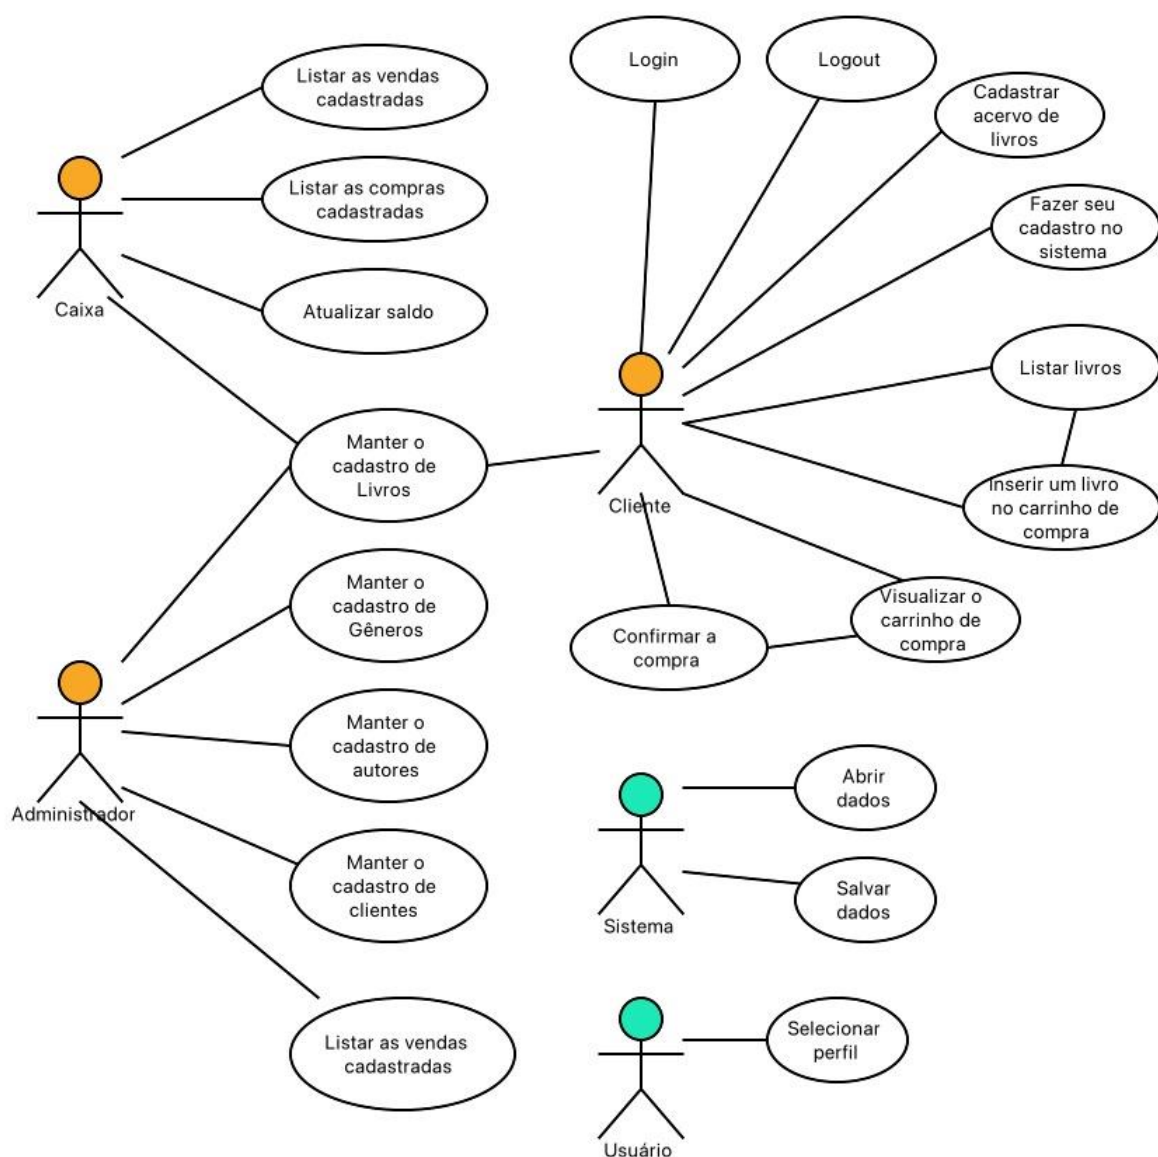 Login
Logout
Listar as vendas
cadastradas
Cadastrar
acervo de
livros
Listar as compras
cadastradas
Fazer seu
cadastro no
sistema
Caixa
Atualizar saldo
Listar livros
Manter o
cadastro de
Livros
Cliente
Inserir um livro
no carrinho de
compra
Manter o
cadastro de
Gêneros
Confirmar a
compra
Visualizar o
carrinho de
compra
Manter o
cadastro de
autores
Administrador
Abrir
dados
Manter o
cadastro de
clientes
Salvar
dados
Sistema
Listar as vendas
cadastradas
Selecionar
perfil
Usuário